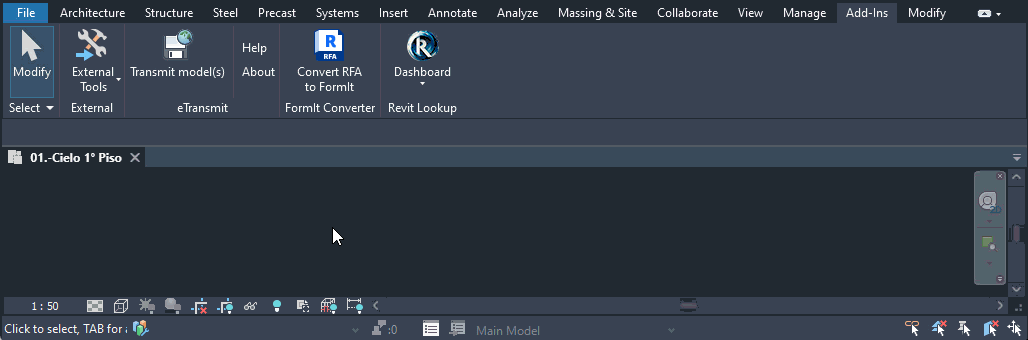 File Architecture Structure Steel Precast Systems Insert Annotate Analyze Massing & Site Collaborate View Manage Add-Ins Modify
Modify
External
Tools
Transmit model(s)
Help
About
R
RFA
Convert RFA
to FormIt
R
Dashboard
Select External eTransmit FormIt Converter Revit Lookup
01.-Cielo 1° Piso
2D
1 : 50
Click to select, TAB for :0 Main Model